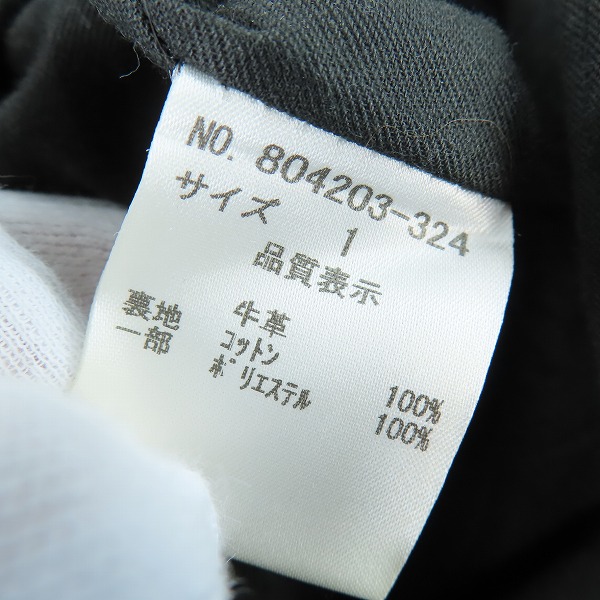 NO. 804203-324
サイズ 1
品質表示
牛革
裏地 コットン 100%
一部 ポリエステル 100%